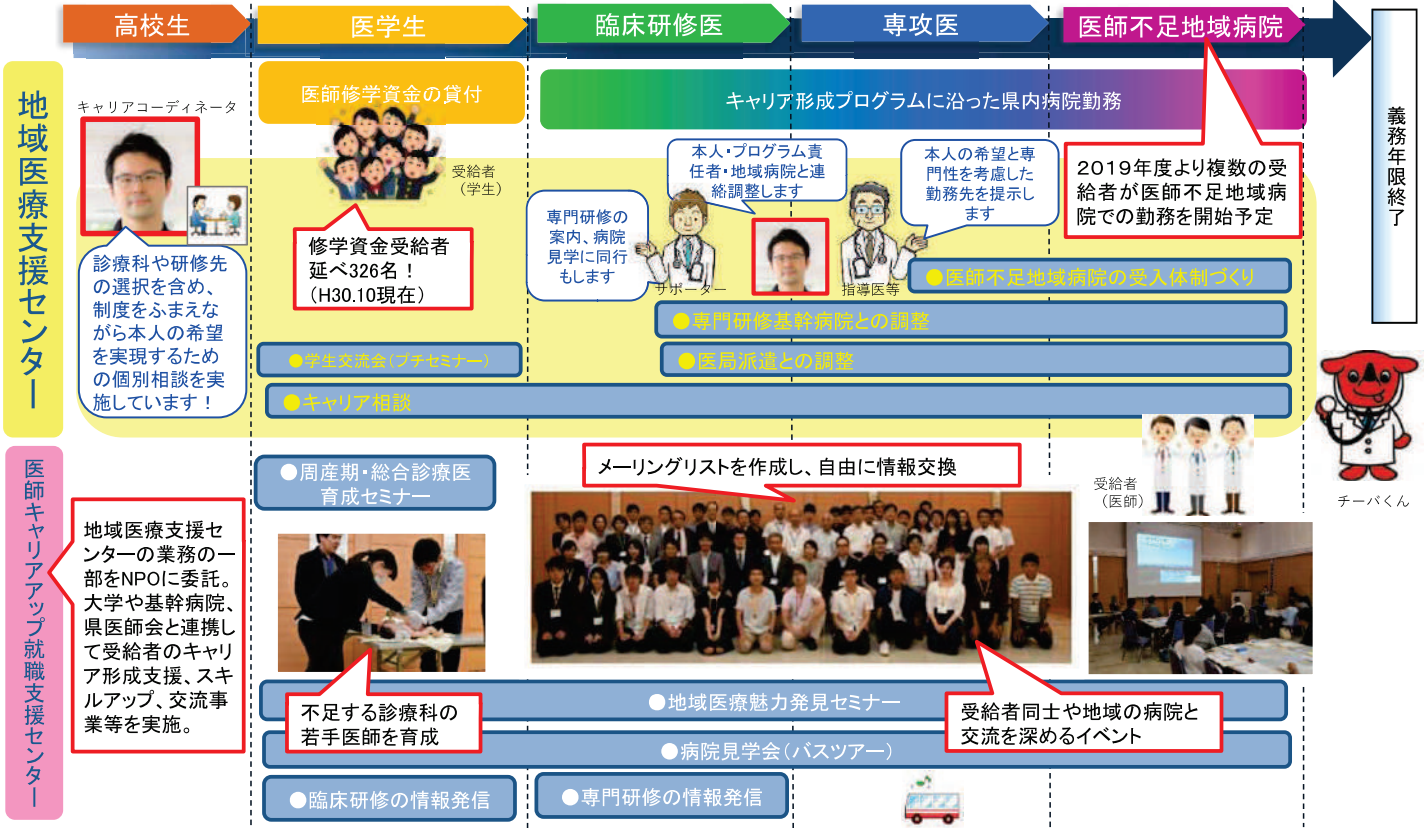 高校生
医学生
臨床研修医
専攻医
医師不足地域病院
義務年限終了
地域医療支援センター
キャリアコーディネータ
医師修学資金の貸付
キャリア形成プログラムに沿った県内病院勤務
受給者
(学生)
診療科や研修先
の選択を含め、
制度をふまえな
がら本人の希望
を実現するため
の個別相談を実
施しています！
修学資金受給者
延べ326名！
(H30.10現在)
専門研修の
案内、病院
見学に同行
もします
本人・プログラム責
任者・地域病院と連
絡調整します
本人の希望と専
門性を考慮した
勤務先を提示し
ます
2019年度より複数の受
給者が医師不足地域病
院での勤務を開始予定
サポーター
指導医等
●医師不足地域病院の受入体制づくり
●専門研修基幹病院との調整
●学生交流会(プチセミナー)
●医局派遣との調整
●キャリア相談
チーバくん
医師キャリアアップ就職支援センター
地域医療支援セ
ンターの業務の一
部をNPOに委託。
大学や基幹病院、
県医師会と連携し
て受給者のキャリ
ア形成支援、スキ
ルアップ、交流事
業等を実施。
●周産期・総合診療医
育成セミナー
メーリングリストを作成し、自由に情報交換
受給者
(医師)
●地域医療魅力発見セミナー
不足する診療科の
若手医師を育成
受給者同士や地域の病院と
交流を深めるイベント
●病院見学会(バスツアー)
●臨床研修の情報発信
●専門研修の情報発信